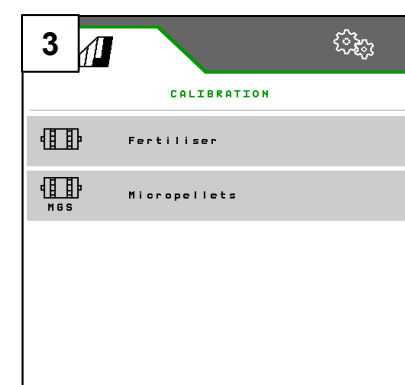 3
CALIBRATION
Fertiliser
Micropellets
MGS